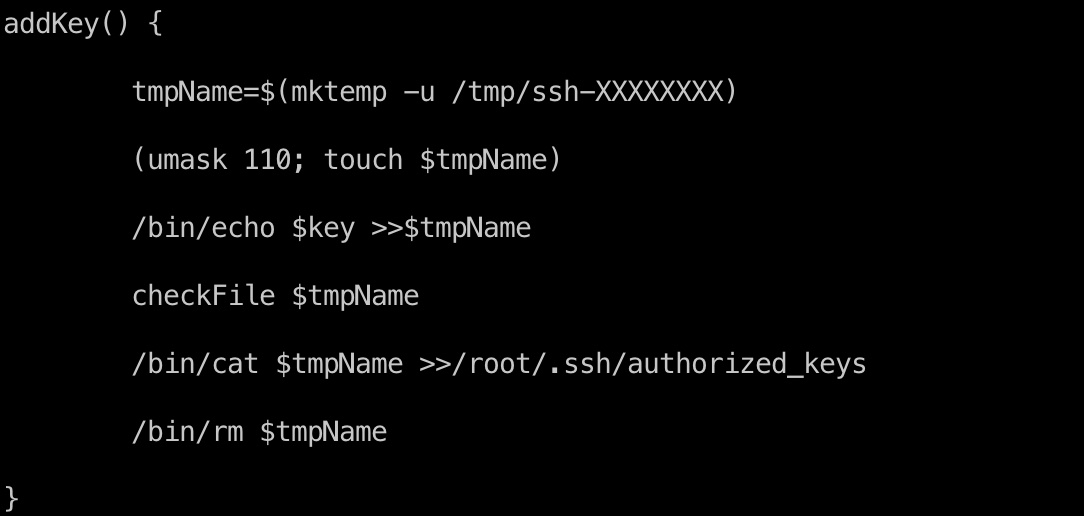 addKey() {
tmpName=$(mktemp -u /tmp/ssh-XXXXXXXX)
(umask 110; touch $tmpName)
/bin/echo $key >>$tmpName
checkFile $tmpName
/bin/cat $tmpName >>/root/.ssh/authorized_keys
/bin/rm $tmpName
}